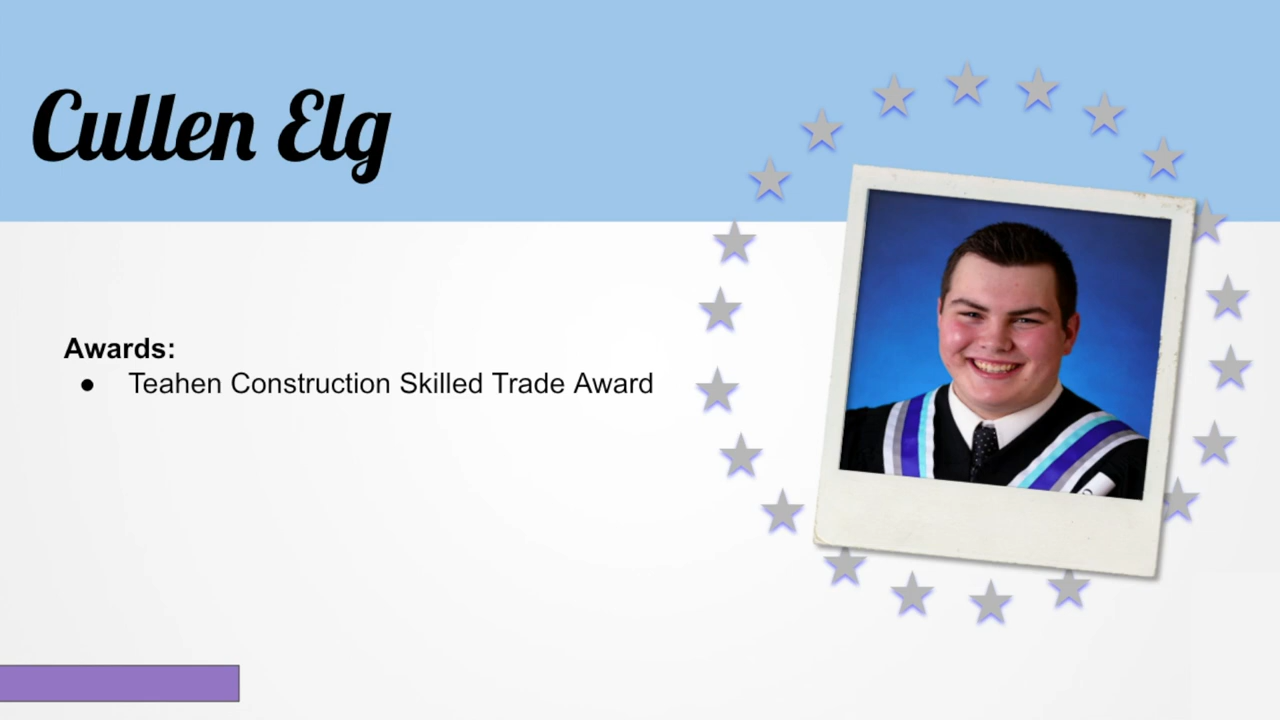 Cullen Elg
Awards:
● Teahen Construction Skilled Trade Award